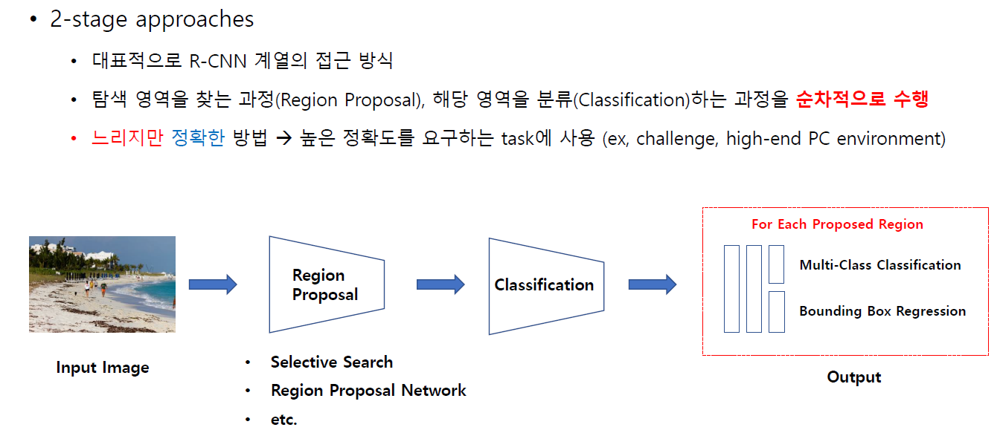 • 2-stage approaches
• 대표적으로 R-CNN 계열의 접근 방식
• 탐색 영역을 찾는 과정(Region Proposal), 해당 영역을 분류(Classification)하는 과정을 순차적으로 수행
• 느리지만 정확한 방법 → 높은 정확도를 요구하는 task에 사용 (ex, challenge, high-end PC environment)
Input Image
Region
Proposal
• Selective Search
• Region Proposal Network
• etc.
Classification
For Each Proposed Region
Multi-Class Classification
Bounding Box Regression
Output